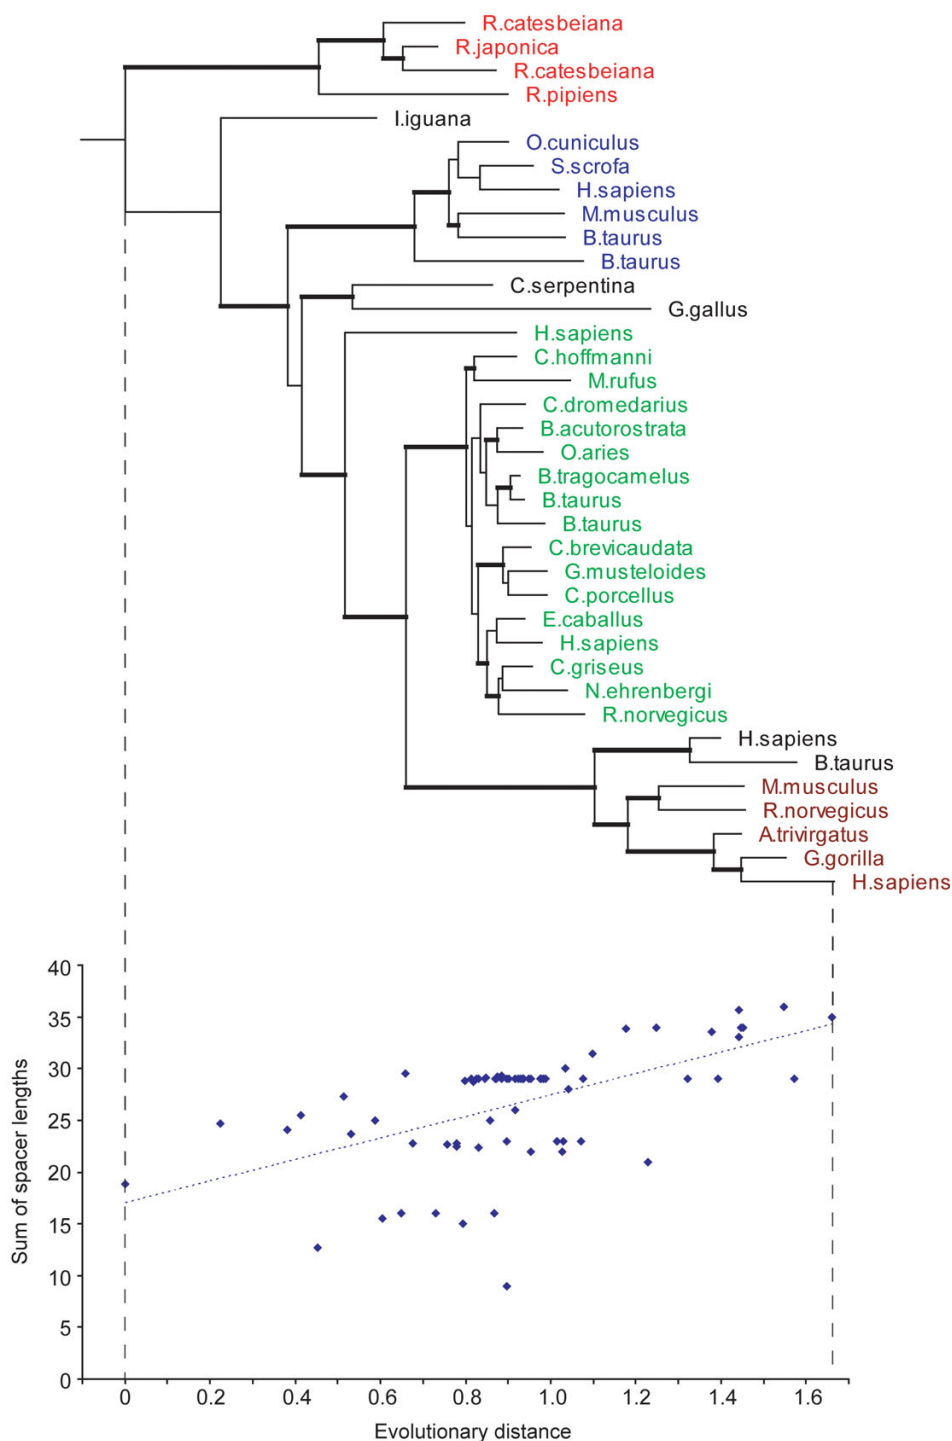 R.catesbeiana
R.japonica
R.catesbeiana
R.pipiens
I.iguana
O.cuniculus
S.scrofa
H.sapiens
M.musculus
B.taurus
B.taurus
C.serpentina
G.gallus
H.sapiens
C.hoffmanni
M.rufus
C.dromedarius
B.acutorostrata
O.aries
B.tragocamelus
B.taurus
B.taurus
C.brevicaudata
G.musteloides
C.porcellus
E.caballus
H.sapiens
C.griseus
N.ehrenbergi
R.norvegicus
H.sapiens
B.taurus
M.musculus
R.norvegicus
A.trivirgatus
G.gorilla
H.sapiens
Sum of spacer lengths
40
35
30
25
20
15
10
5
0
0 0.2 0.4 0.6 0.8 1.0 1.2 1.4 1.6
Evolutionary distance